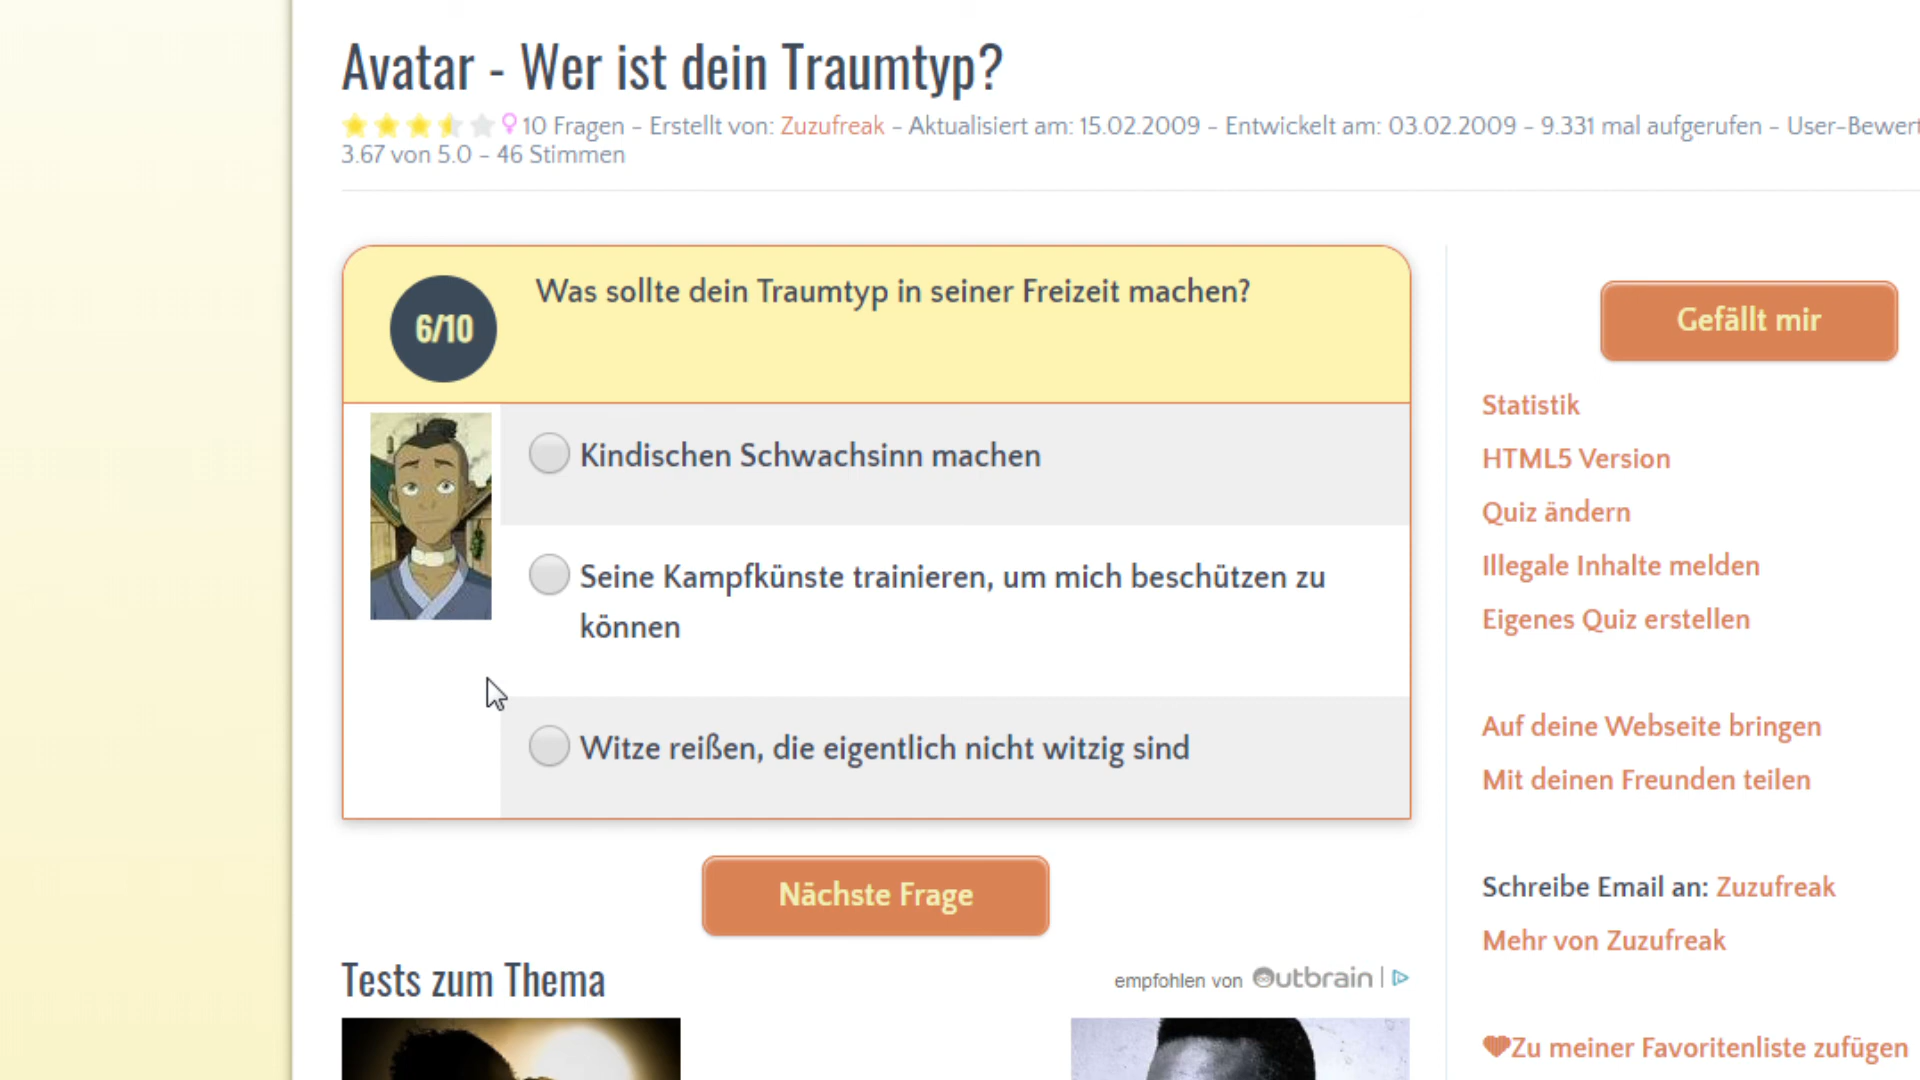 Avatar - Wer ist dein Traumtyp?
10 Fragen - Erstellt von: Zuzufreak - Aktualisiert am: 15.02.2009 - Entwickelt am: 03.02.2009 - 9.331 mal aufgerufen - User-Bewert
3.67 von 5.0 - 46 Stimmen
6/10
Was sollte dein Traumtyp in seiner Freizeit machen?
Kindischen Schwachsinn machen
Seine Kampfkünste trainieren, um mich beschützen zu
können
Witze reißen, die eigentlich nicht witzig sind
Nächste Frage
Tests zum Thema
empfohlen von Outbrain
Gefällt mir
Statistik
HTML5 Version
Quiz ändern
Illegale Inhalte melden
Eigenes Quiz erstellen
Auf deine Webseite bringen
Mit deinen Freunden teilen
Schreibe Email an: Zuzufreak
Mehr von Zuzufreak
Zu meiner Favoritenliste zufügen